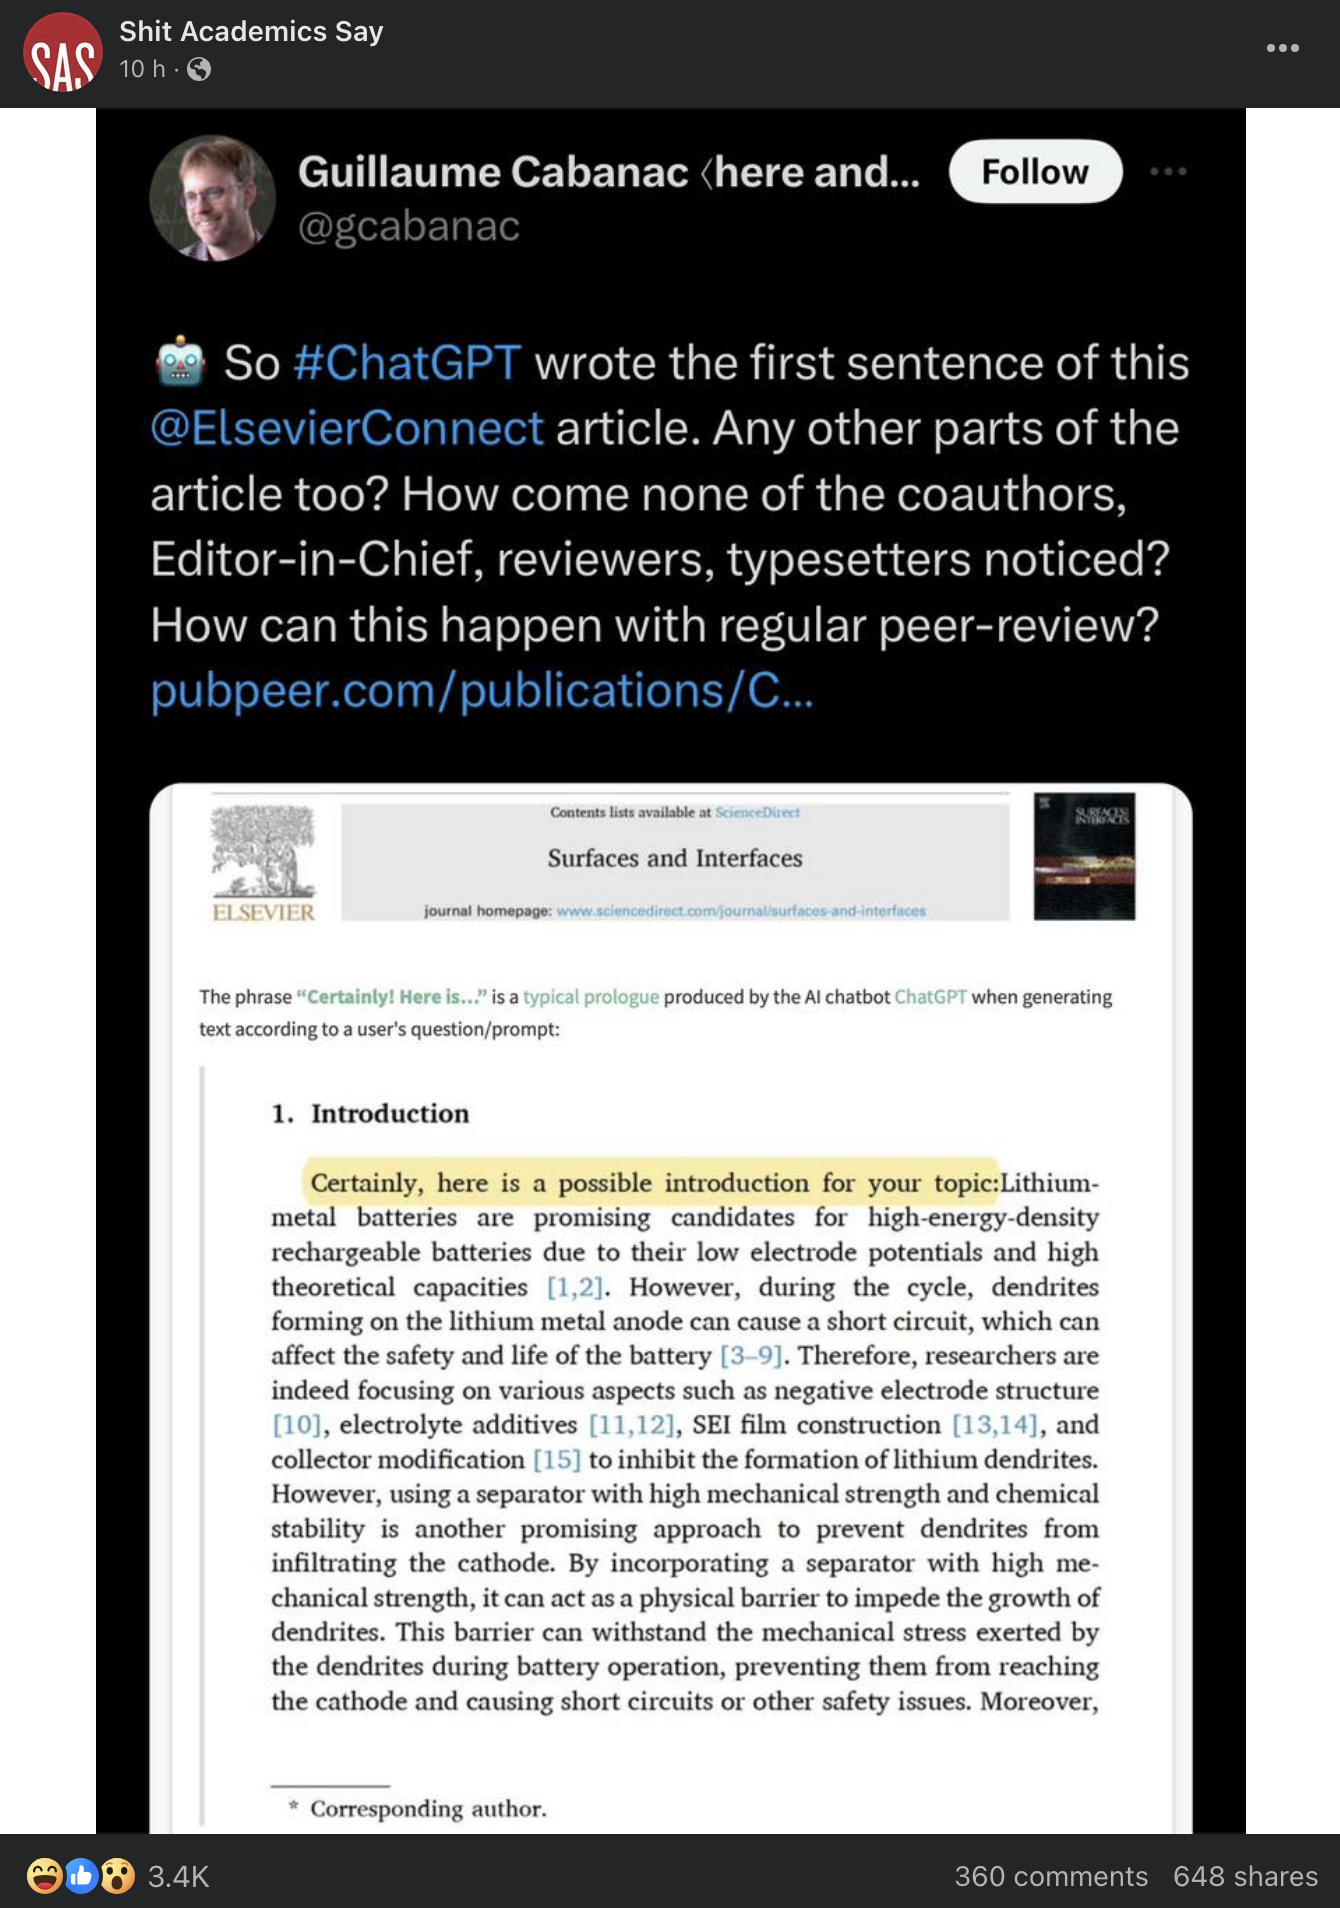 SAS
Shit Academics Say
10 h ·
Guillaume Cabanac ⟨here and...
Follow
@gcabanac
So #ChatGPT wrote the first sentence of this
@ElsevierConnect article. Any other parts of the
article too? How come none of the coauthors,
Editor-in-Chief, reviewers, typesetters noticed?
How can this happen with regular peer-review?
pubpeer.com/publications/C...
ELSEVIER
Contents lists available at ScienceDirect
Surfaces and Interfaces
journal homepage: www.sciencedirect.com/journal/surfaces-and-interfaces
SURFACES
INTERFACES
The phrase “Certainly! Here is...” is a typical prologue produced by the AI chatbot ChatGPT when generating
text according to a user's question/prompt:
1. Introduction
Certainly, here is a possible introduction for your topic:Lithium-
metal batteries are promising candidates for high-energy-density
rechargeable batteries due to their low electrode potentials and high
theoretical capacities [1,2]. However, during the cycle, dendrites
forming on the lithium metal anode can cause a short circuit, which can
affect the safety and life of the battery [3–9]. Therefore, researchers are
indeed focusing on various aspects such as negative electrode structure
[10], electrolyte additives [11,12], SEI film construction [13,14], and
collector modification [15] to inhibit the formation of lithium dendrites.
However, using a separator with high mechanical strength and chemical
stability is another promising approach to prevent dendrites from
infiltrating the cathode. By incorporating a separator with high me-
chanical strength, it can act as a physical barrier to impede the growth of
dendrites. This barrier can withstand the mechanical stress exerted by
the dendrites during battery operation, preventing them from reaching
the cathode and causing short circuits or other safety issues. Moreover,
* Corresponding author.
3.4K
360 comments 648 shares